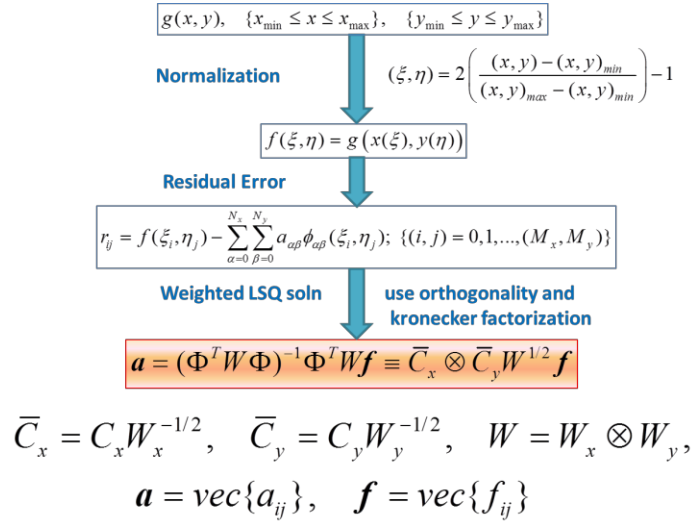 g(x, y), {x_min ≤ x ≤ x_max}, {y_min ≤ y ≤ y_max}
Normalization (ξ,η) = 2( ((x, y) − (x, y)_min) / ((x, y)_max − (x, y)_min) ) − 1
f(ξ,η) = g(x(ξ), y(η))
Residual Error
r_ij = f(ξ_i, η_j) − ∑_{α=0}^{N_x} ∑_{β=0}^{N_y} a_αβ φ_αβ(ξ_i, η_j); {(i, j) = 0,1,...,(M_x, M_y)}
Weighted LSQ soln use orthogonality and
kronecker factorization
a = (Φ^T W Φ)^{−1} Φ^T W f ≡ C̅_x ⊗ C̅_y W^{1/2} f
C̅_x = C_x W_x^{−1/2}, C̅_y = C_y W_y^{−1/2}, W = W_x ⊗ W_y,
a = vec{a_ij}, f = vec{f_ij}